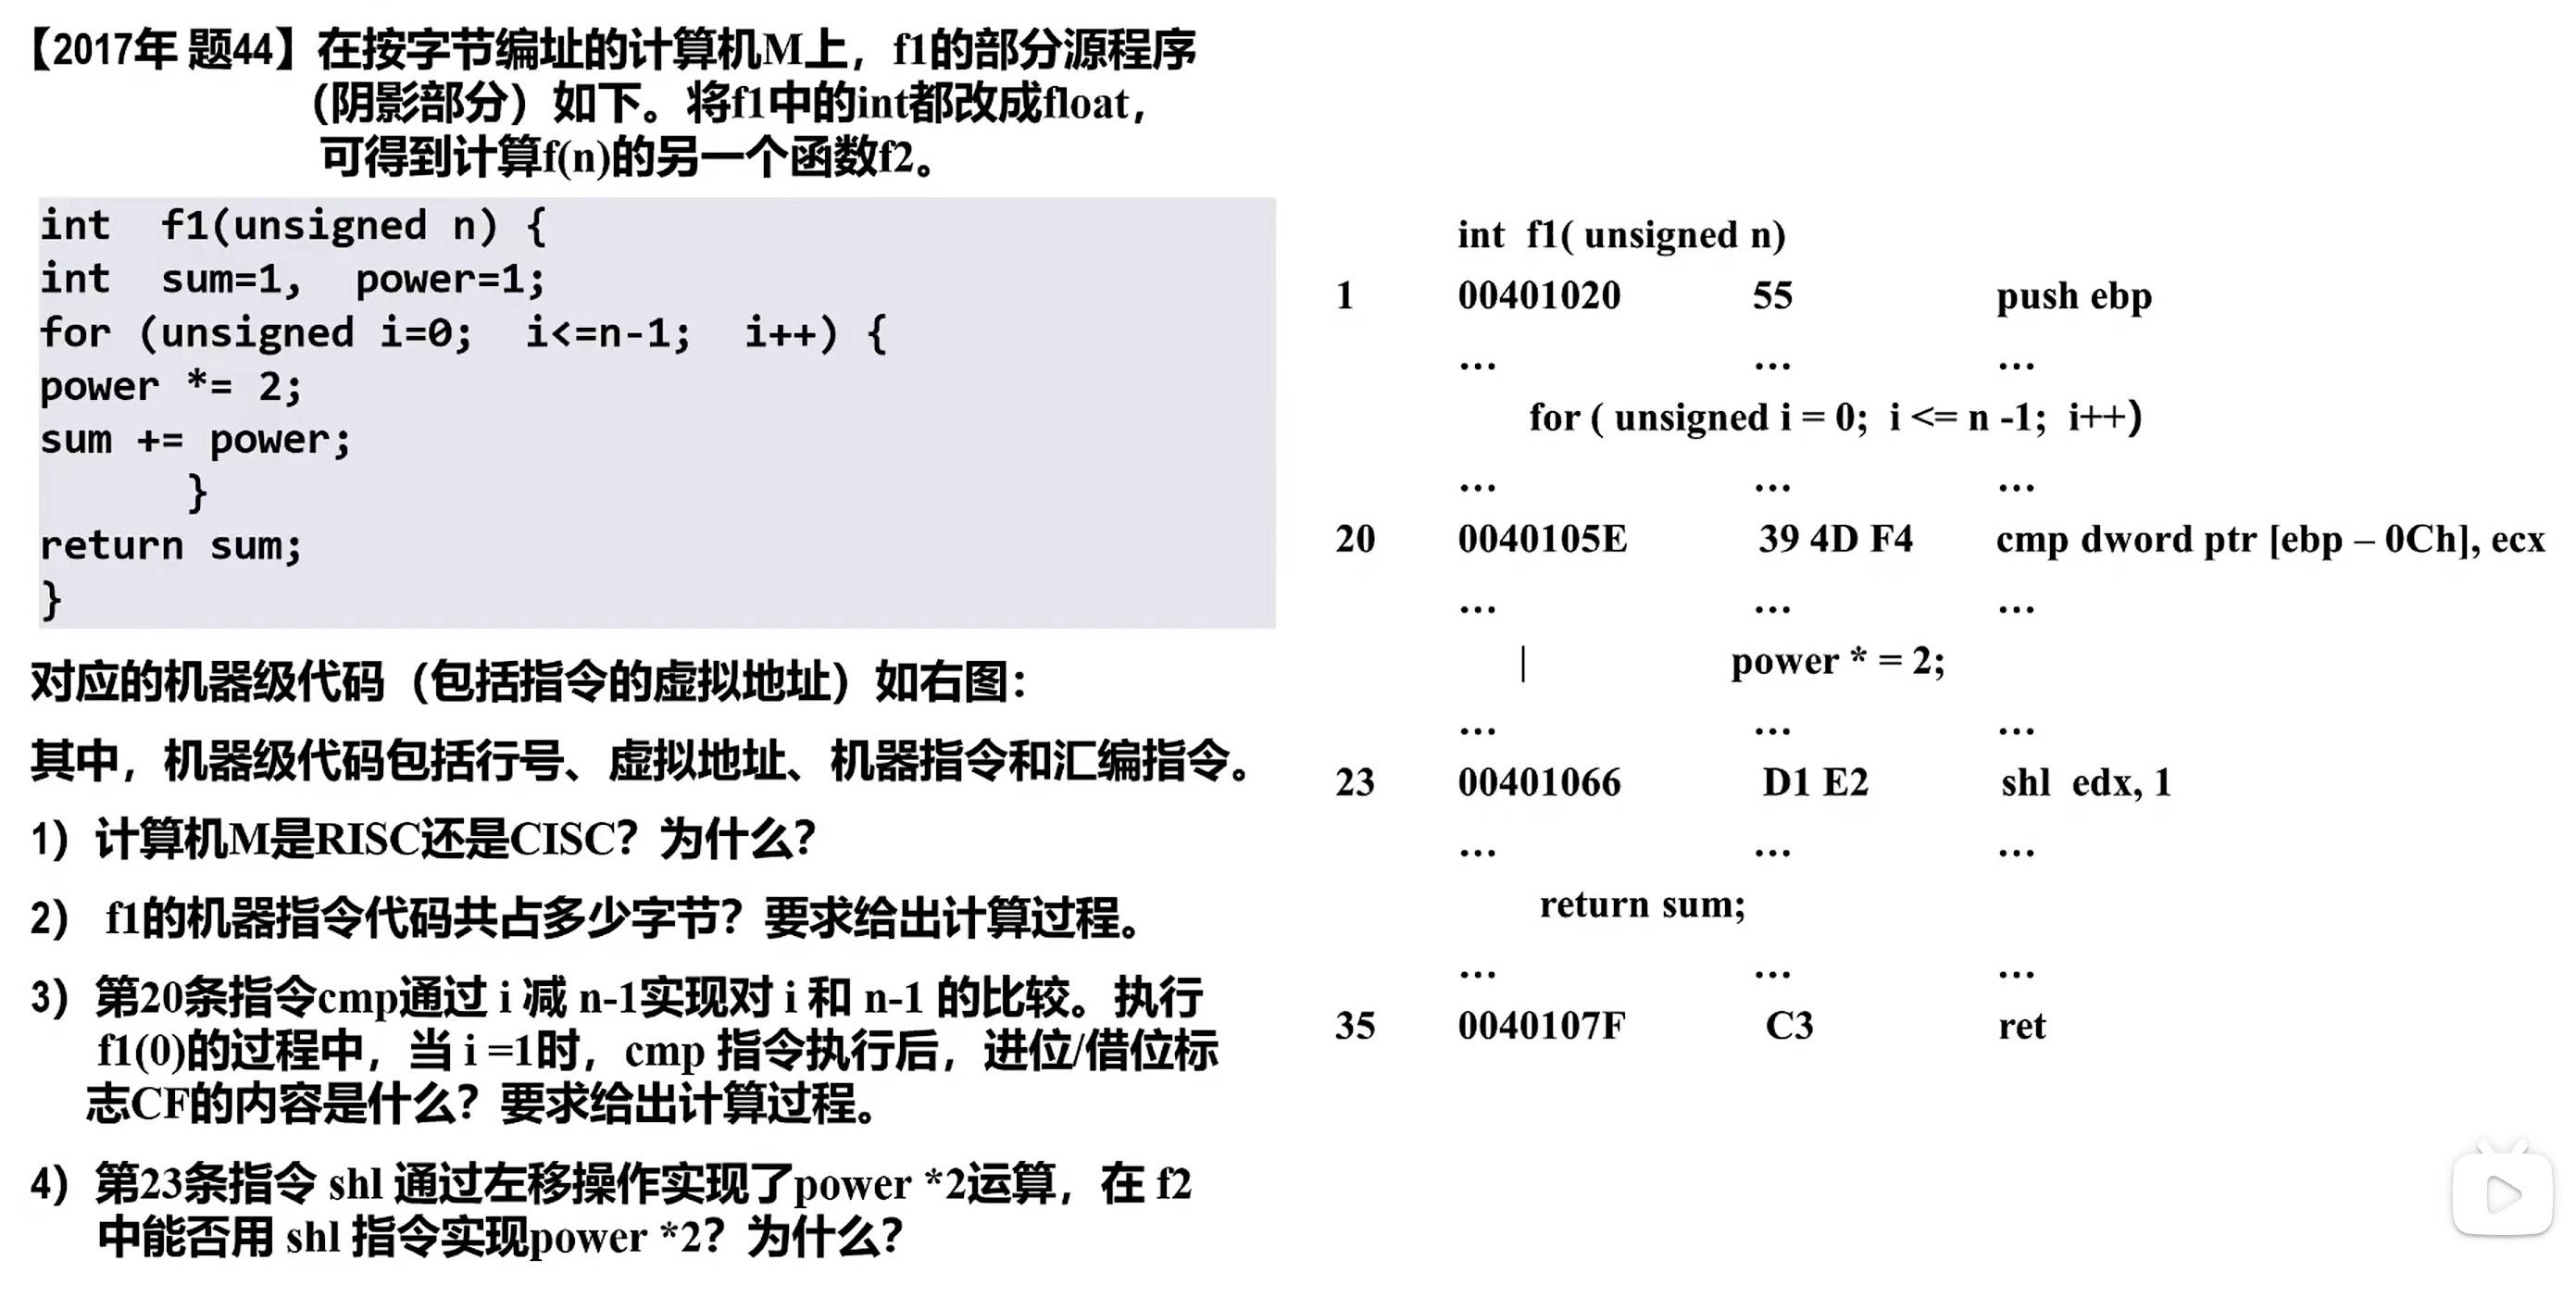 【2017年 题44】在按字节编址的计算机M上，f1的部分源程序
(阴影部分）如下。将f1中的int都改成float，
可得到计算f(n)的另一个函数f2。
int  f1(unsigned n) {
int  sum=1,  power=1;
for (unsigned i=0;  i<=n-1;  i++) {
power *= 2;
sum += power;
}
return sum;
}
对应的机器级代码（包括指令的虚拟地址）如右图：
其中，机器级代码包括行号、虚拟地址、机器指令和汇编指令。
1）计算机M是RISC还是CISC？为什么？
2） f1的机器指令代码共占多少字节？要求给出计算过程。
3）第20条指令cmp通过 i 减 n-1实现对 i 和 n-1 的比较。执行
f1(0)的过程中，当 i =1时，cmp 指令执行后，进位/借位标
志CF的内容是什么？要求给出计算过程。
4）第23条指令 shl 通过左移操作实现了power *2运算，在 f2
中能否用 shl 指令实现power *2？为什么？
int  f1( unsigned n)
1 00401020 55 push ebp
... ... ...
for ( unsigned i = 0;  i <= n -1;  i++)
... ... ...
20 0040105E 39 4D F4 cmp dword ptr [ebp – 0Ch], ecx
... ... ...
| power * = 2;
... ... ...
23 00401066 D1 E2 shl  edx, 1
... ... ...
return sum;
... ... ...
35 0040107F C3 ret